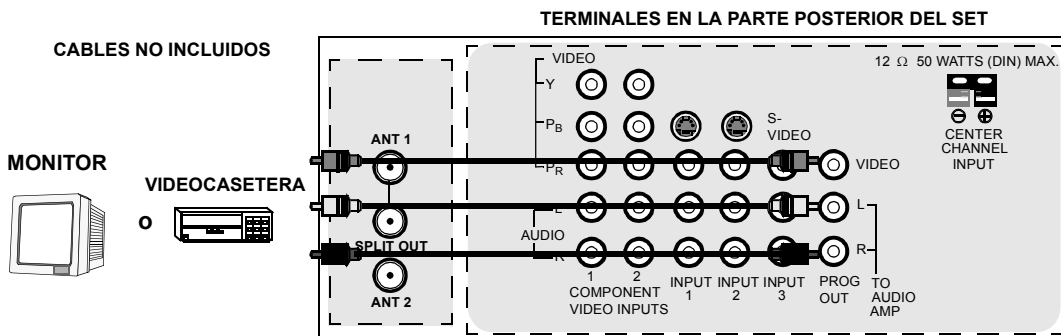 TERMINALES EN LA PARTE POSTERIOR DEL SET
CABLES NO INCLUIDOS
MONITOR
o
VIDEOCASETERA
ANT 1
SPLIT OUT
ANT 2
VIDEO
Y
PB
PR
L
AUDIO
R
1
2
COMPONENT
VIDEO INPUTS
INPUT
1
INPUT
2
INPUT
3
S-
VIDEO
VIDEO
L
R
PROG
OUT
TO
AUDIO
AMP
12 Ω 50 WATTS (DIN) MAX.
CENTER
CHANNEL
INPUT